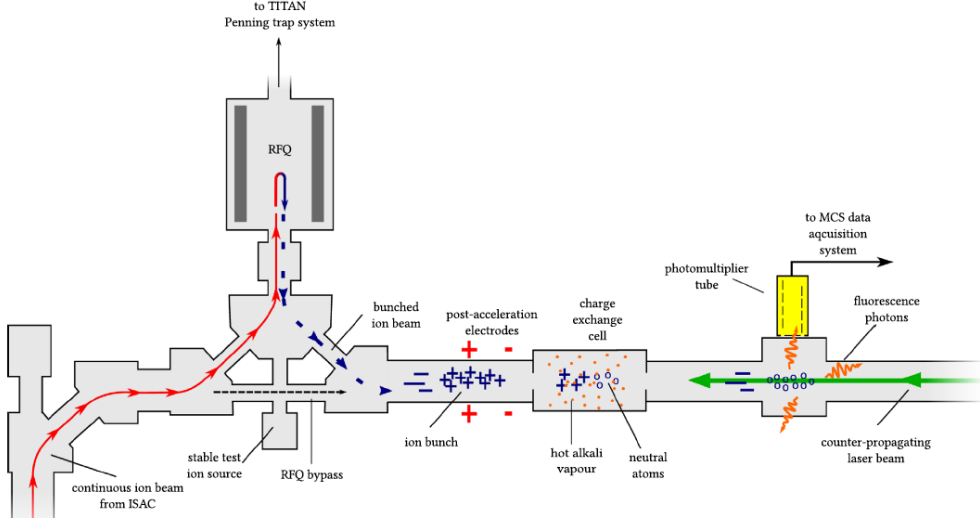 to TITAN
Penning trap system
RFQ
to MCS data
aqcuisition
system
photomultiplier
tube
fluorescence
photons
bunched
ion beam
post-acceleration
electrodes
charge
exchange
cell
+ -
+ -
ion bunch
hot alkali
vapour
neutral
atoms
counter-propagating
laser beam
stable test
ion source
RFQ bypass
continuous ion beam
from ISAC